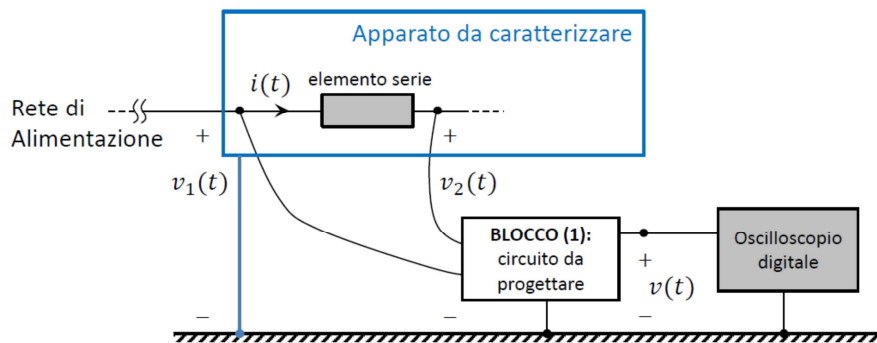 Apparato da caratterizzare
i(t)
elemento serie
Rete di
Alimentazione
+
+
v₁(t)
v₂(t)
BLOCCO (1):
circuito da
progettare
Oscilloscopio
digitale
+
v(t)
−
−
−